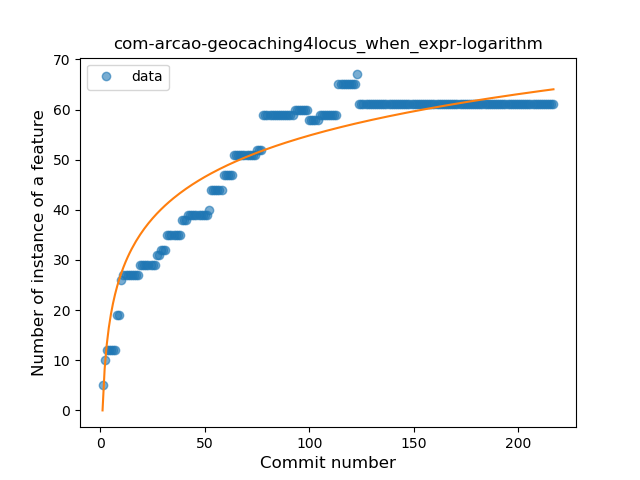 com-arcao-geocaching4locus_when_expr-logarithm
data
Number of instance of a feature
70
60
50
40
30
20
10
0
0 50 100 150 200
Commit number